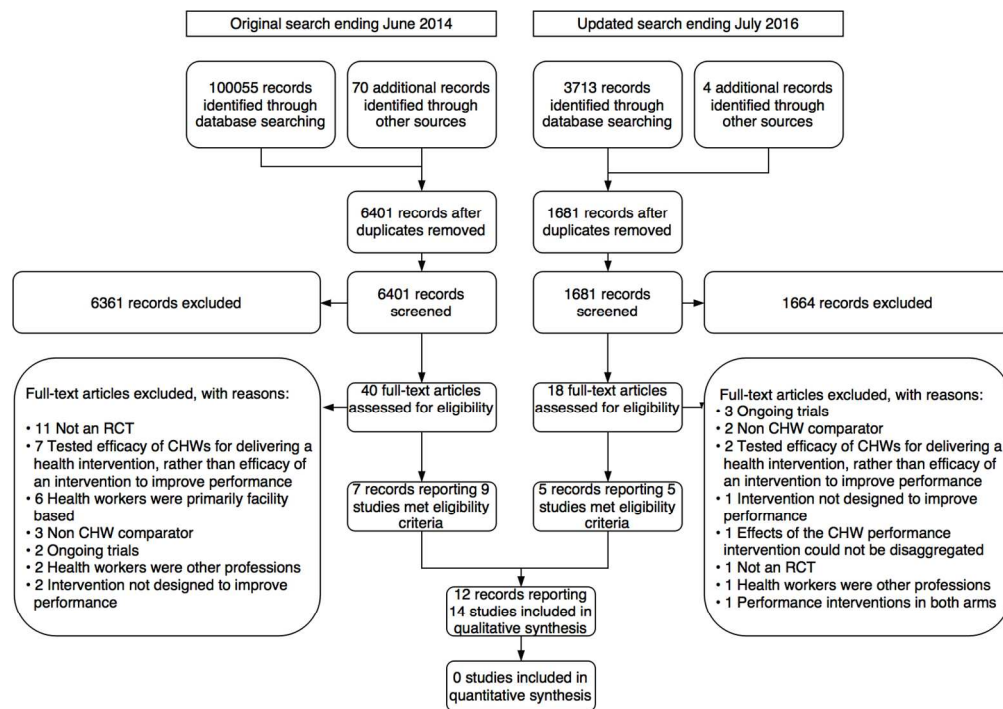 Original search ending June 2014
Updated search ending July 2016
100055 records
identified through
database searching
70 additional records
identified through
other sources
3713 records
identified through
database searching
4 additional records
identified through
other sources
6401 records after
duplicates removed
1681 records after
duplicates removed
6361 records excluded
6401 records
screened
1681 records
screened
1664 records excluded
Full-text articles excluded, with reasons:
• 11 Not an RCT
• 7 Tested efficacy of CHWs for delivering a
health intervention, rather than efficacy of
an intervention to improve performance
• 6 Health workers were primarily facility
based
• 3 Non CHW comparator
• 2 Ongoing trials
• 2 Health workers were other professions
• 2 Intervention not designed to improve
performance
40 full-text articles
assessed for eligibility
18 full-text articles
assessed for eligibility
Full-text articles excluded, with reasons:
• 3 Ongoing trials
• 2 Non CHW comparator
• 2 Tested efficacy of CHWs for delivering a
health intervention, rather than efficacy of
an intervention to improve performance
• 1 Intervention not designed to improve
performance
• 1 Effects of the CHW performance
intervention could not be disaggregated
• 1 Not an RCT
• 1 Health workers were other professions
• 1 Performance interventions in both arms
7 records reporting 9
studies met eligibility
criteria
5 records reporting 5
studies met eligibility
criteria
12 records reporting
14 studies included in
qualitative synthesis
0 studies included in
quantitative synthesis